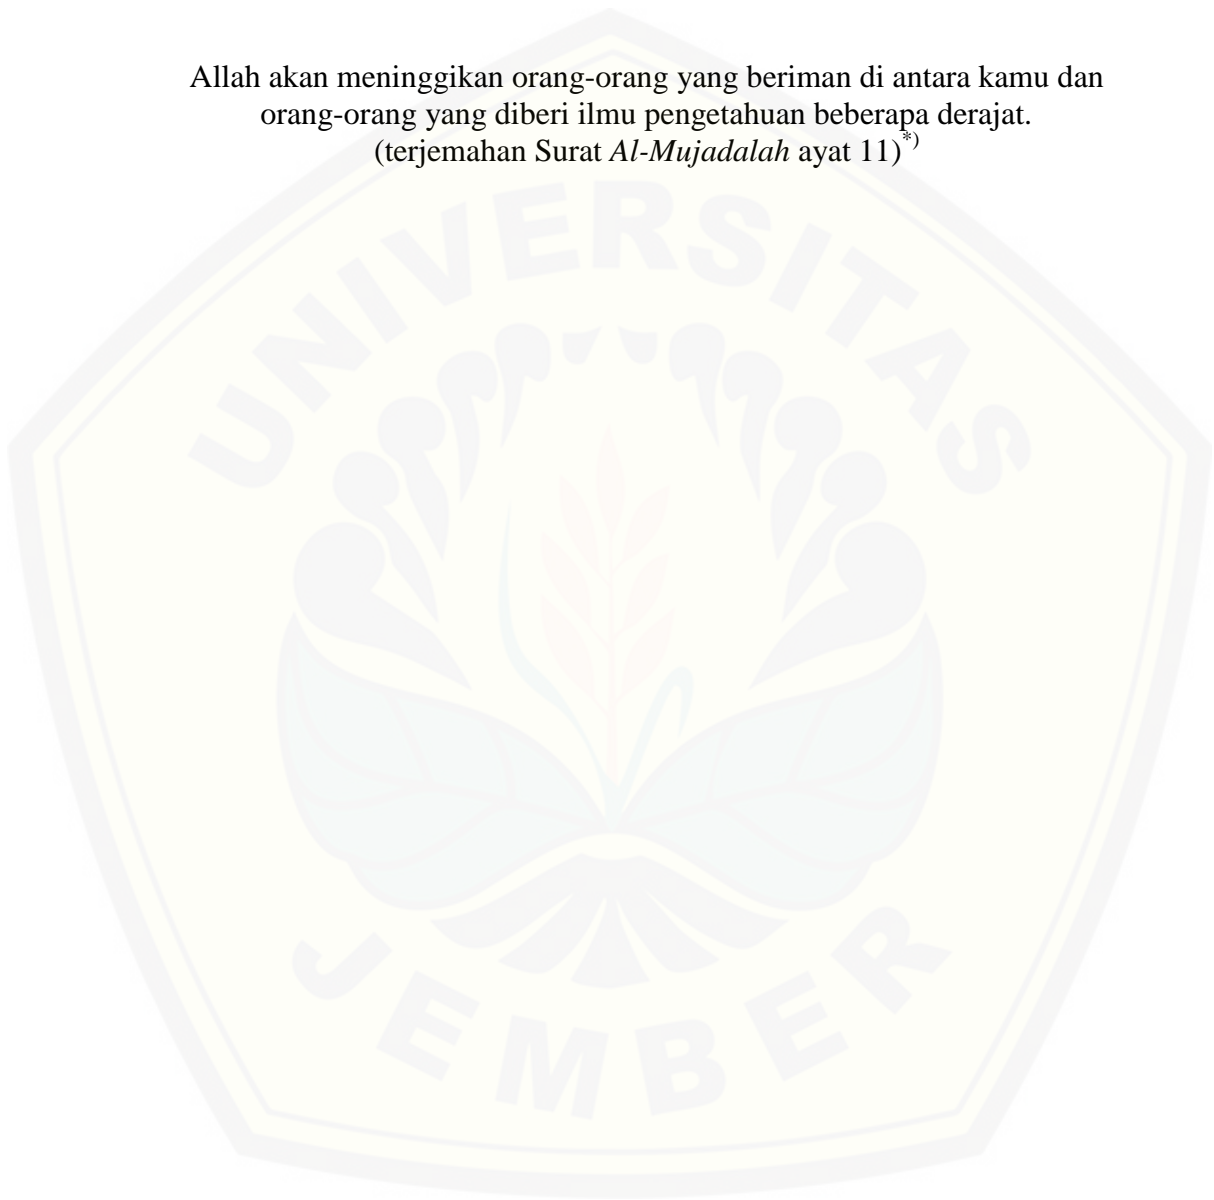 Allah akan meninggikan orang-orang yang beriman di antara kamu dan
orang-orang yang diberi ilmu pengetahuan beberapa derajat.
(terjemahan Surat Al-Mujadalah ayat 11)*)
UNIVERSITAS
JEMBER